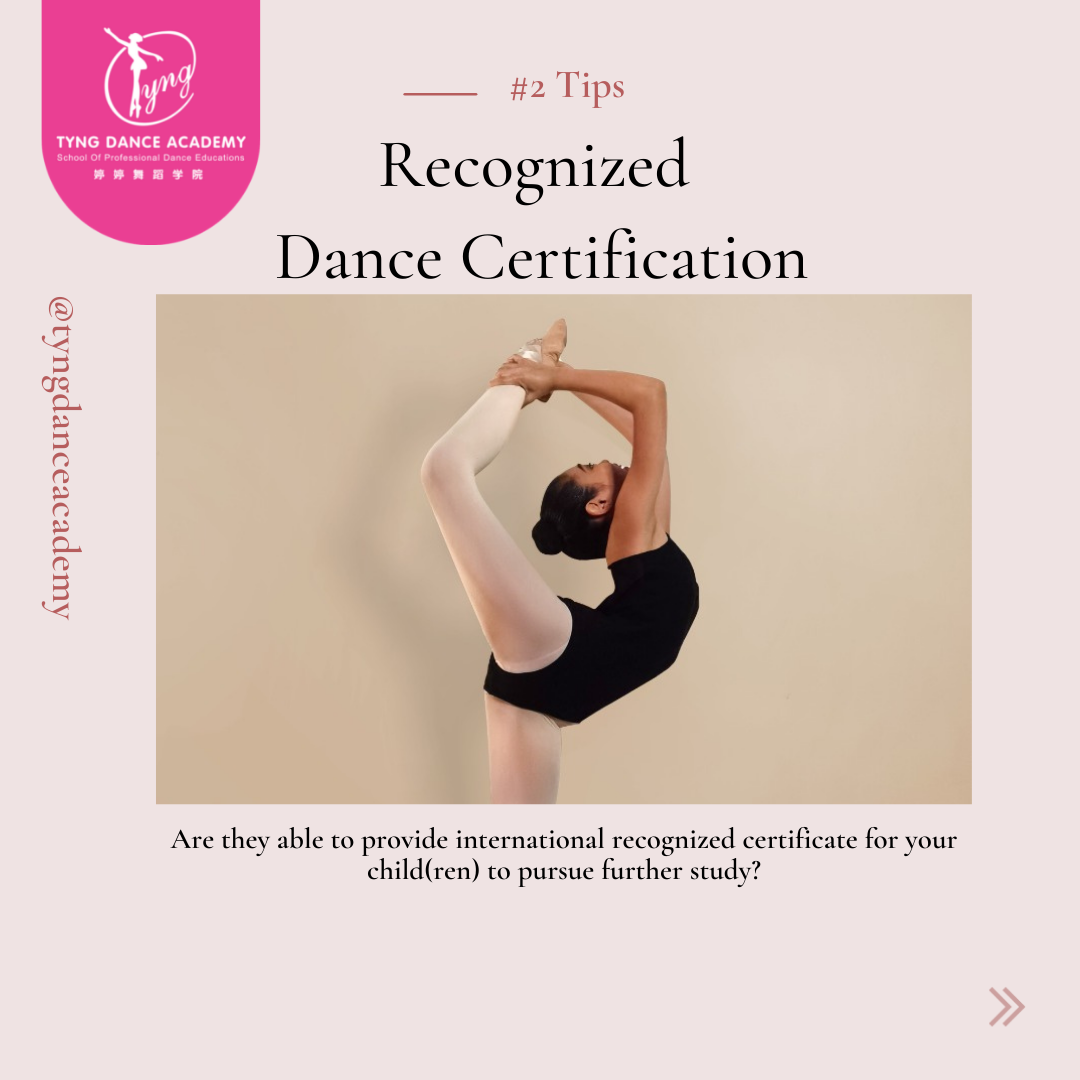 Tyng
TYNG DANCE ACADEMY
School Of Professional Dance Educations
婷婷舞蹈学院
#2 Tips
Recognized
Dance Certification
@tyngdanceacademy
Are they able to provide international recognized certificate for your
child(ren) to pursue further study?